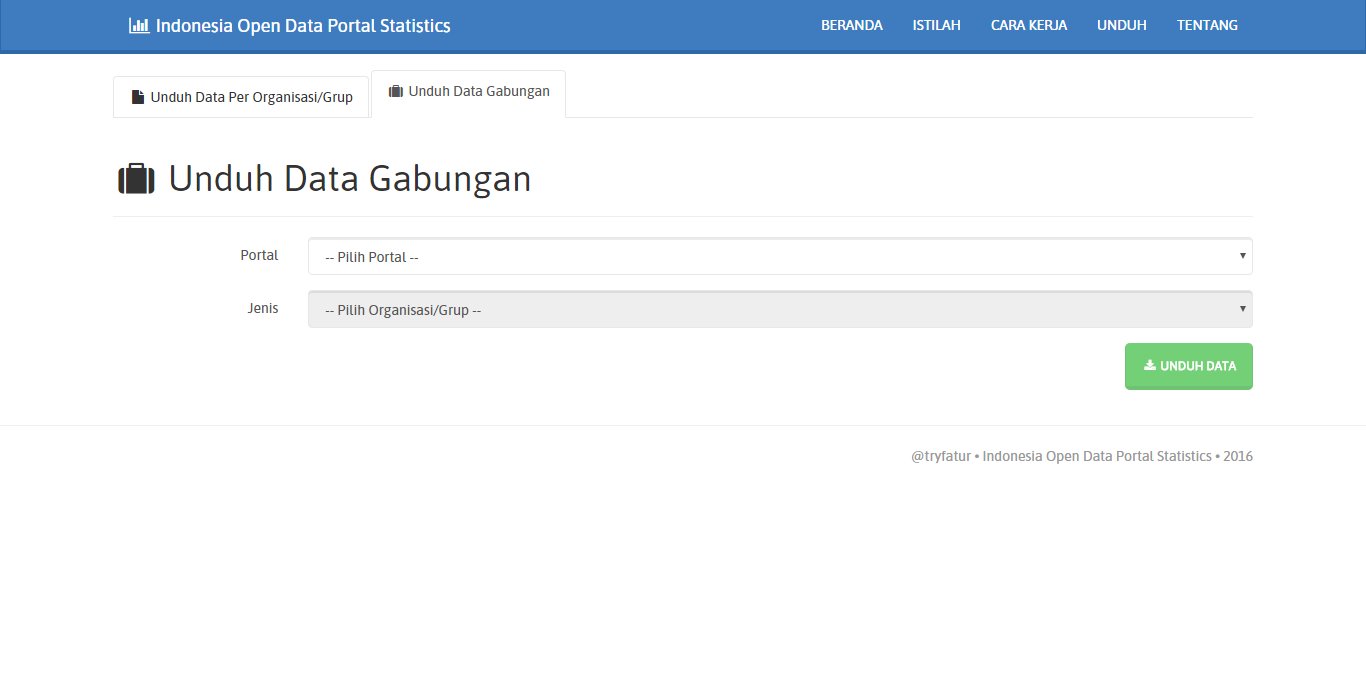 Indonesia Open Data Portal Statistics
BERANDA ISTILAH CARA KERJA UNDUH TENTANG
Unduh Data Per Organisasi/Grup
Unduh Data Gabungan
Unduh Data Gabungan
Portal
-- Pilih Portal --
Jenis
-- Pilih Organisasi/Grup --
UNDUH DATA
@tryfatur • Indonesia Open Data Portal Statistics • 2016